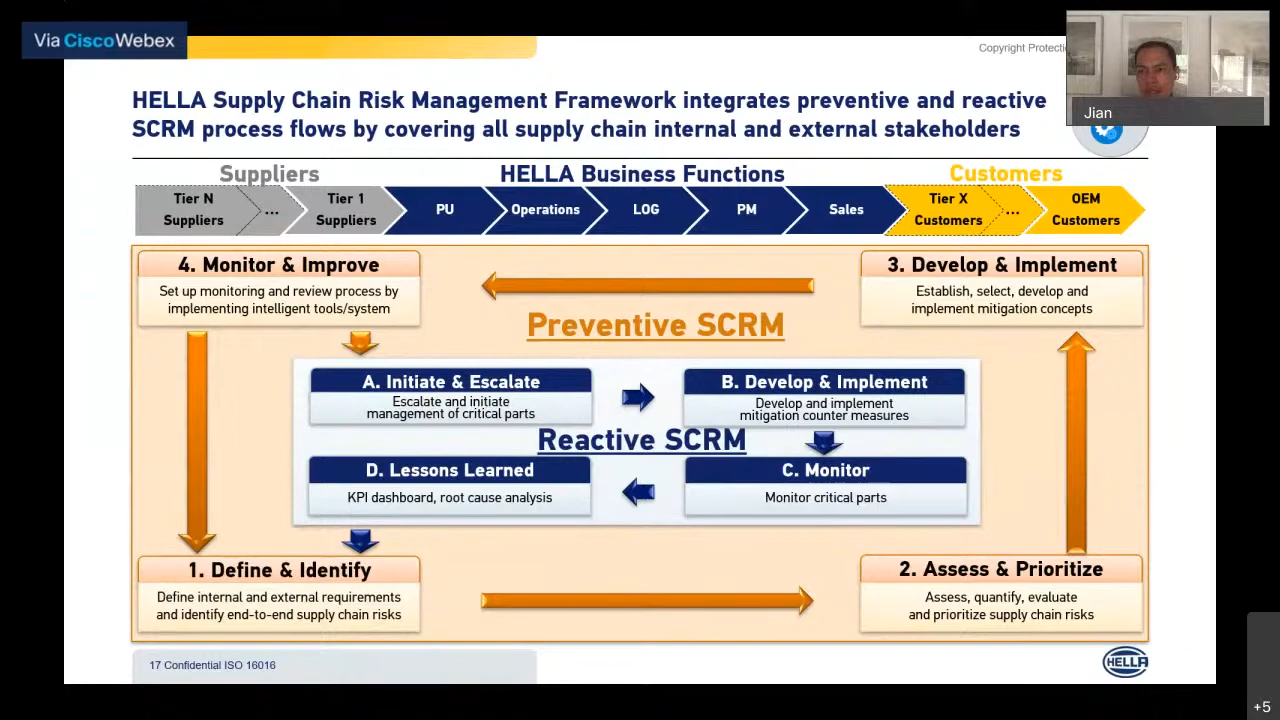 Via CiscoWebex
Copyright Protecti
Jian
HELLA Supply Chain Risk Management Framework integrates preventive and reactive
SCRM process flows by covering all supply chain internal and external stakeholders
Suppliers
HELLA Business Functions
Customers
Tier N
Suppliers
...
Tier 1
Suppliers
PU
Operations
LOG
PM
Sales
Tier X
Customers
...
OEM
Customers
4. Monitor & Improve
Set up monitoring and review process by
implementing intelligent tools/system
3. Develop & Implement
Establish, select, develop and
implement mitigation concepts
Preventive SCRM
A. Initiate & Escalate
Escalate and initiate
management of critical parts
B. Develop & Implement
Develop and implement
mitigation counter measures
Reactive SCRM
D. Lessons Learned
KPI dashboard, root cause analysis
C. Monitor
Monitor critical parts
1. Define & Identify
Define internal and external requirements
and identify end-to-end supply chain risks
2. Assess & Prioritize
Assess, quantify, evaluate
and prioritize supply chain risks
17 Confidential ISO 16016
HELLA
+5